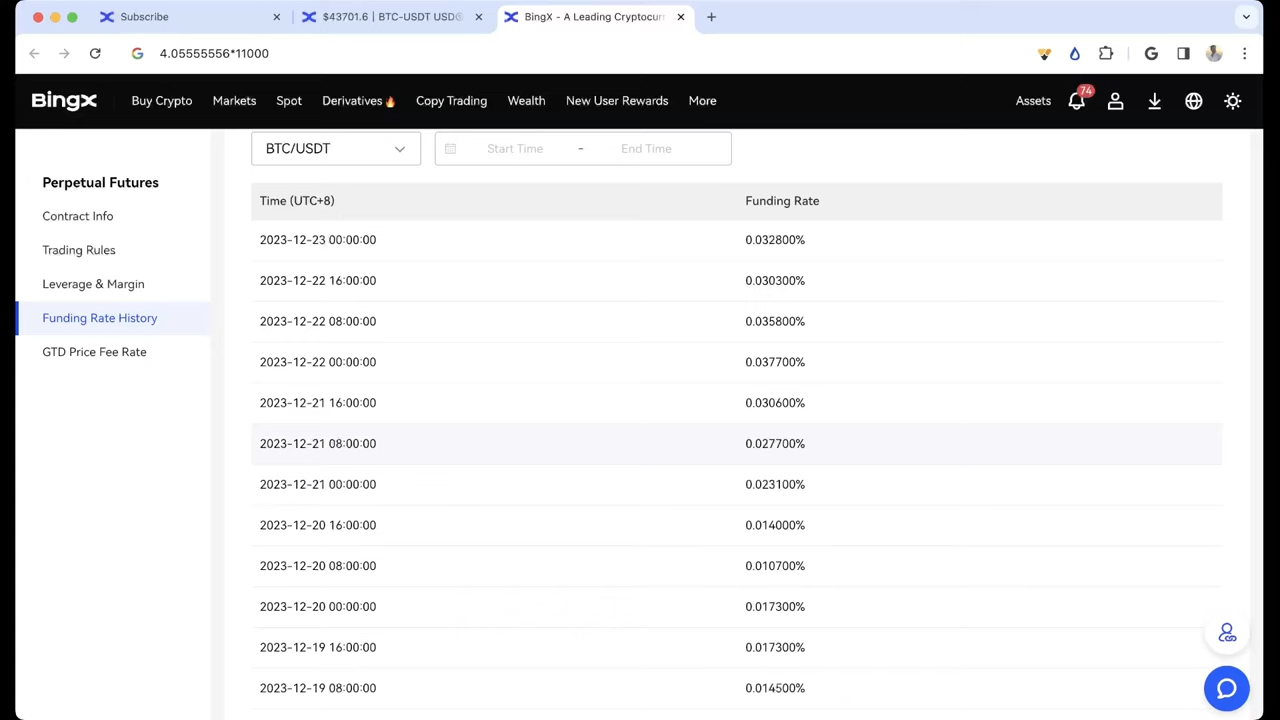 Subscribe
$43701.6 | BTC-USDT USD
BingX - A Leading Cryptocurr
4.05555556*11000
BingX
Buy Crypto
Markets
Spot
Derivatives
Copy Trading
Wealth
New User Rewards
More
Assets
74
BTC/USDT
Start Time - End Time
Perpetual Futures
Contract Info
Trading Rules
Leverage & Margin
Funding Rate History
GTD Price Fee Rate
Time (UTC+8) Funding Rate
2023-12-23 00:00:00 0.032800%
2023-12-22 16:00:00 0.030300%
2023-12-22 08:00:00 0.035800%
2023-12-22 00:00:00 0.037700%
2023-12-21 16:00:00 0.030600%
2023-12-21 08:00:00 0.027700%
2023-12-21 00:00:00 0.023100%
2023-12-20 16:00:00 0.014000%
2023-12-20 08:00:00 0.010700%
2023-12-20 00:00:00 0.017300%
2023-12-19 16:00:00 0.017300%
2023-12-19 08:00:00 0.014500%